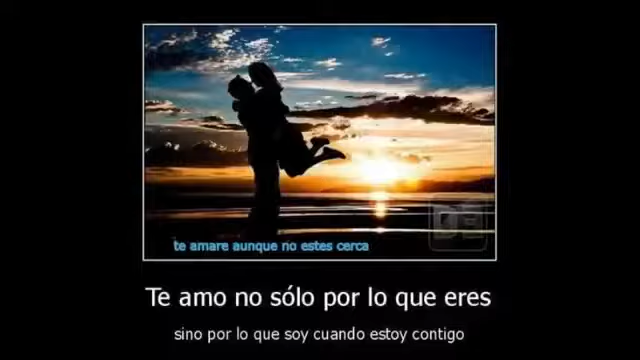 te amare aunque no estes cerca
Te amo no sólo por lo que eres
sino por lo que soy cuando estoy contigo